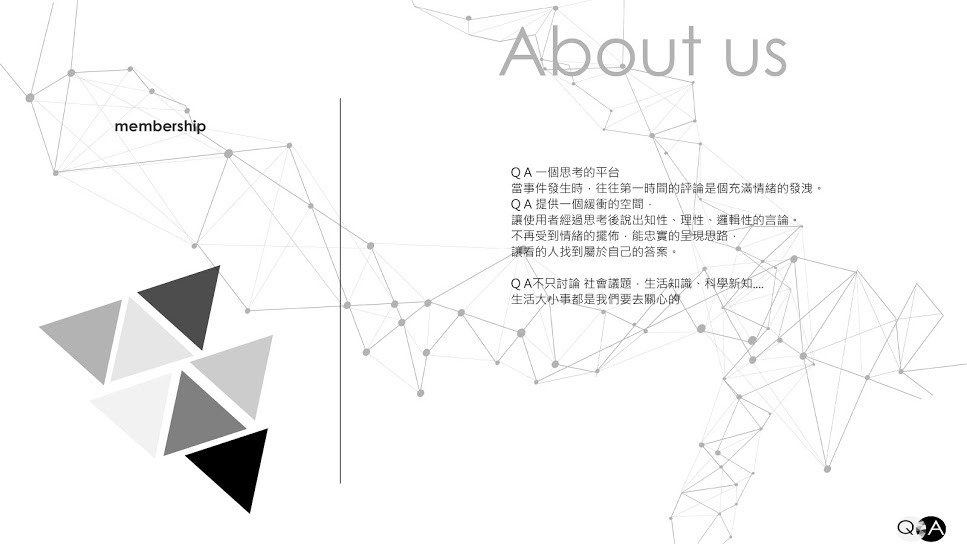 About us
membership
Q A 一個思考的平台
當事件發生時，往往第一時間的評論是個充滿情緒的發洩。
Q A 提供一個緩衝的空間，
讓使用者經過思考後說出知性、理性、邏輯性的言論。
不再受到情緒的擺佈，能忠實的呈現思路，
讓看的人找到屬於自己的答案。
Q A不只討論 社會議題，生活知識、科學新知....
生活大小事都是我們要去關心的
Q A